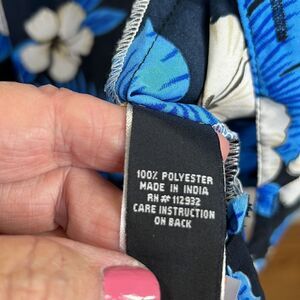 100% POLYESTER
MADE IN INDIA
RN# 112932
CARE INSTRUCTION
ON BACK